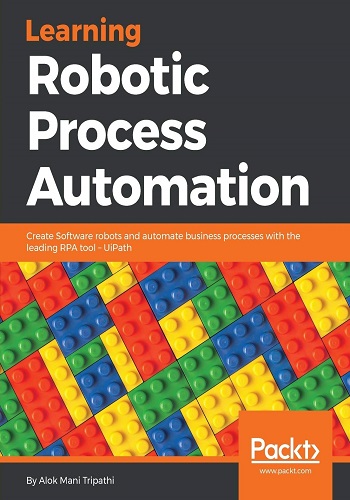 Learning
Robotic
Process
Automation
Create Software robots and automate business processes with the
leading RPA tool – UiPath
Packt>
www.packt.com
By Alok Mani Tripathi